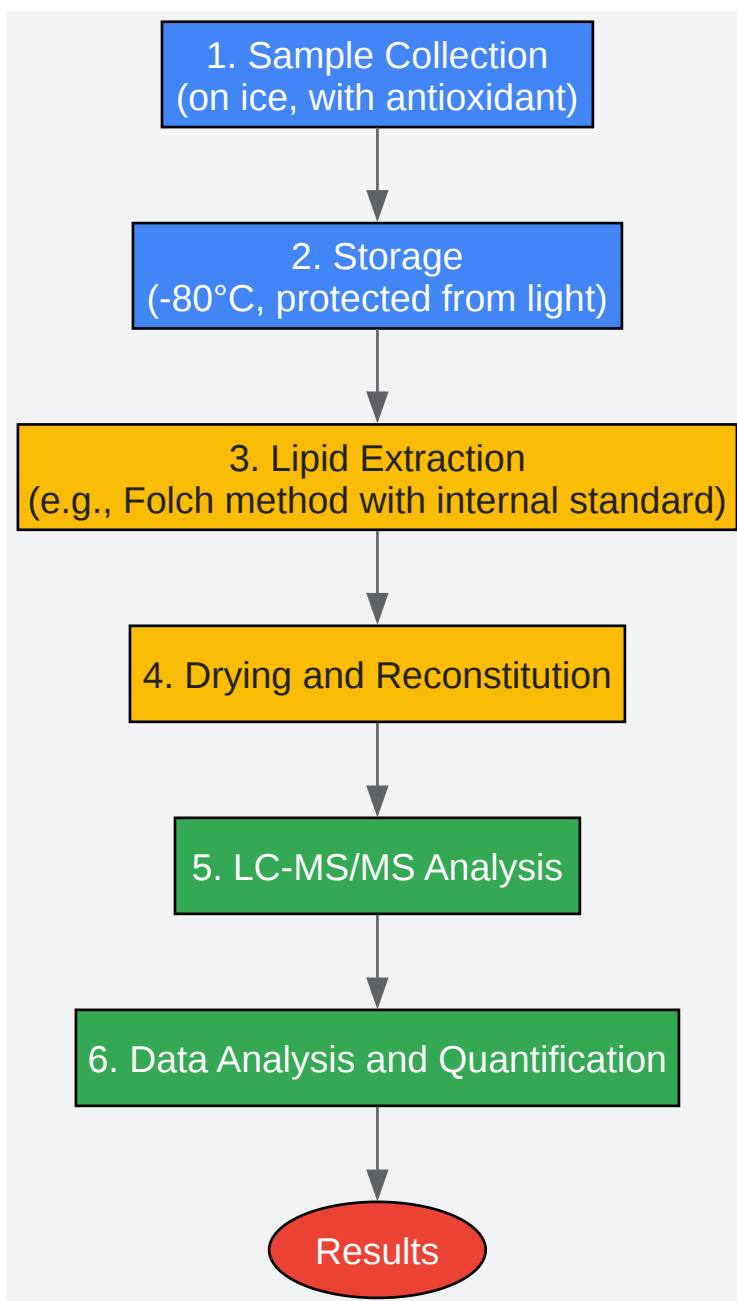 1. Sample Collection
(on ice, with antioxidant)
2. Storage
(-80°C, protected from light)
3. Lipid Extraction
(e.g., Folch method with internal standard)
4. Drying and Reconstitution
5. LC-MS/MS Analysis
6. Data Analysis and Quantification
Results